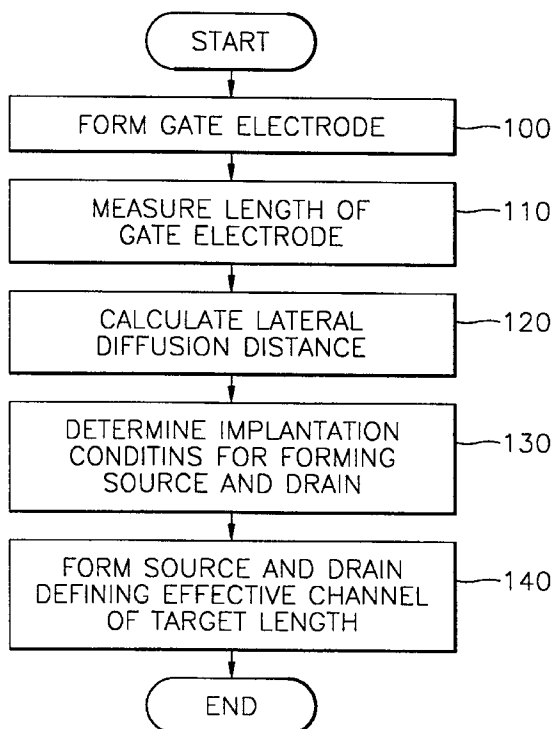 START
FORM GATE ELECTRODE
100
MEASURE LENGTH OF
GATE ELECTRODE
110
CALCULATE LATERAL
DIFFUSION DISTANCE
120
DETERMINE IMPLANTATION
CONDITINS FOR FORMING
SOURCE AND DRAIN
130
FORM SOURCE AND DRAIN
DEFINING EFFECTIVE CHANNEL
OF TARGET LENGTH
140
END